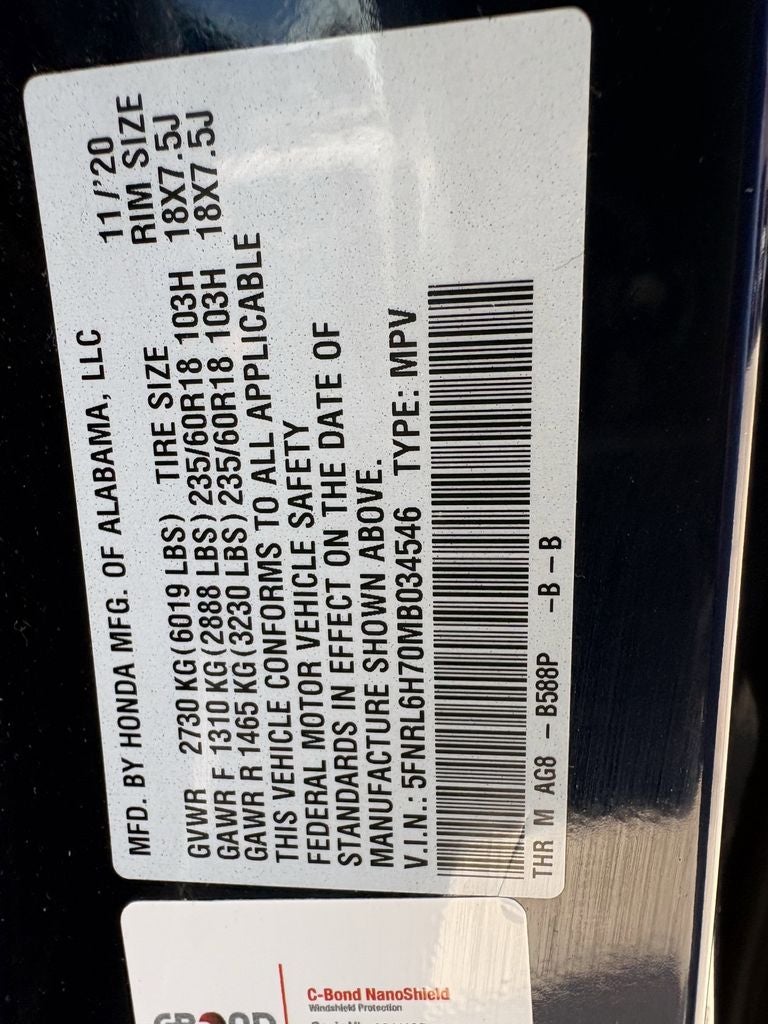 MFD. BY HONDA MFG. OF ALABAMA, LLC 11/'20
TIRE SIZE RIM SIZE
GVWR 2730 KG(6019 LBS)
GAWR F 1310 KG(2888 LBS) 235/60R18 103H 18X7.5J
GAWR R 1465 KG(3230 LBS) 235/60R18 103H 18X7.5J
THIS VEHICLE CONFORMS TO ALL APPLICABLE
FEDERAL MOTOR VEHICLE SAFETY
STANDARDS IN EFFECT ON THE DATE OF
MANUFACTURE SHOWN ABOVE.
V.I.N.: 5FNRL6H70MB034546 TYPE: MPV
THR M AG8 - B588P -B-B
C-Bond NanoShield
Windshield Protection